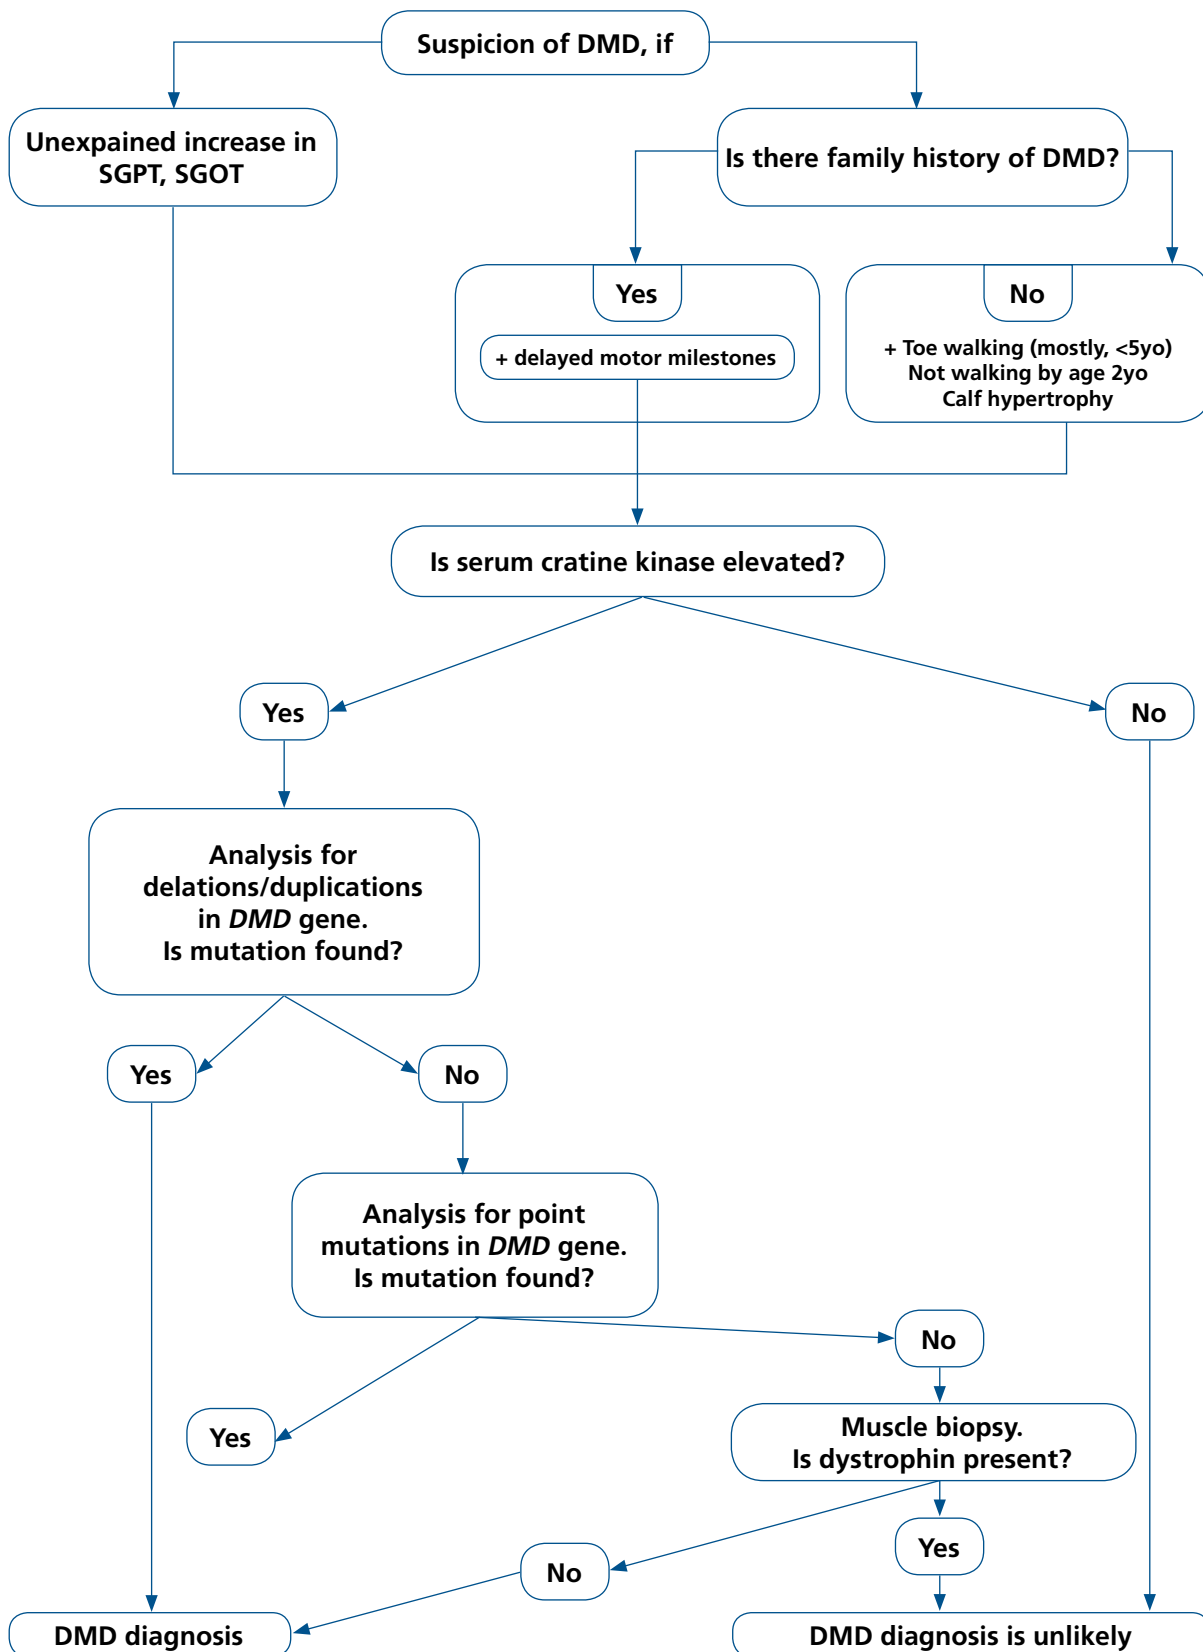 Suspicion of DMD, if
Unexpained increase in
SGPT, SGOT
Is there family history of DMD?
Yes
+ delayed motor milestones
No
+ Toe walking (mostly, <5yo)
Not walking by age 2yo
Calf hypertrophy
Is serum cratine kinase elevated?
Yes
No
Analysis for
delations/duplications
in DMD gene.
Is mutation found?
Yes
No
Analysis for point
mutations in DMD gene.
Is mutation found?
No
Yes
Muscle biopsy.
Is dystrophin present?
Yes
No
DMD diagnosis
DMD diagnosis is unlikely